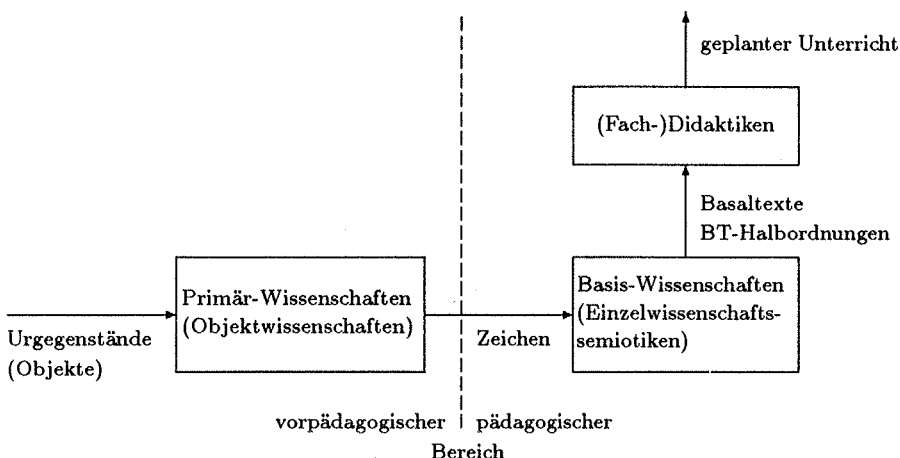 geplanter Unterricht
(Fach-)Didaktiken
Basaltexte
BT-Halbordnungen
Primär-Wissenschaften
(Objektwissenschaften)
Basis-Wissenschaften
(Einzelwissenschafts-
semiotiken)
Urgegenstände
(Objekte)
Zeichen
vorpädagogischer
pädagogischer
Bereich